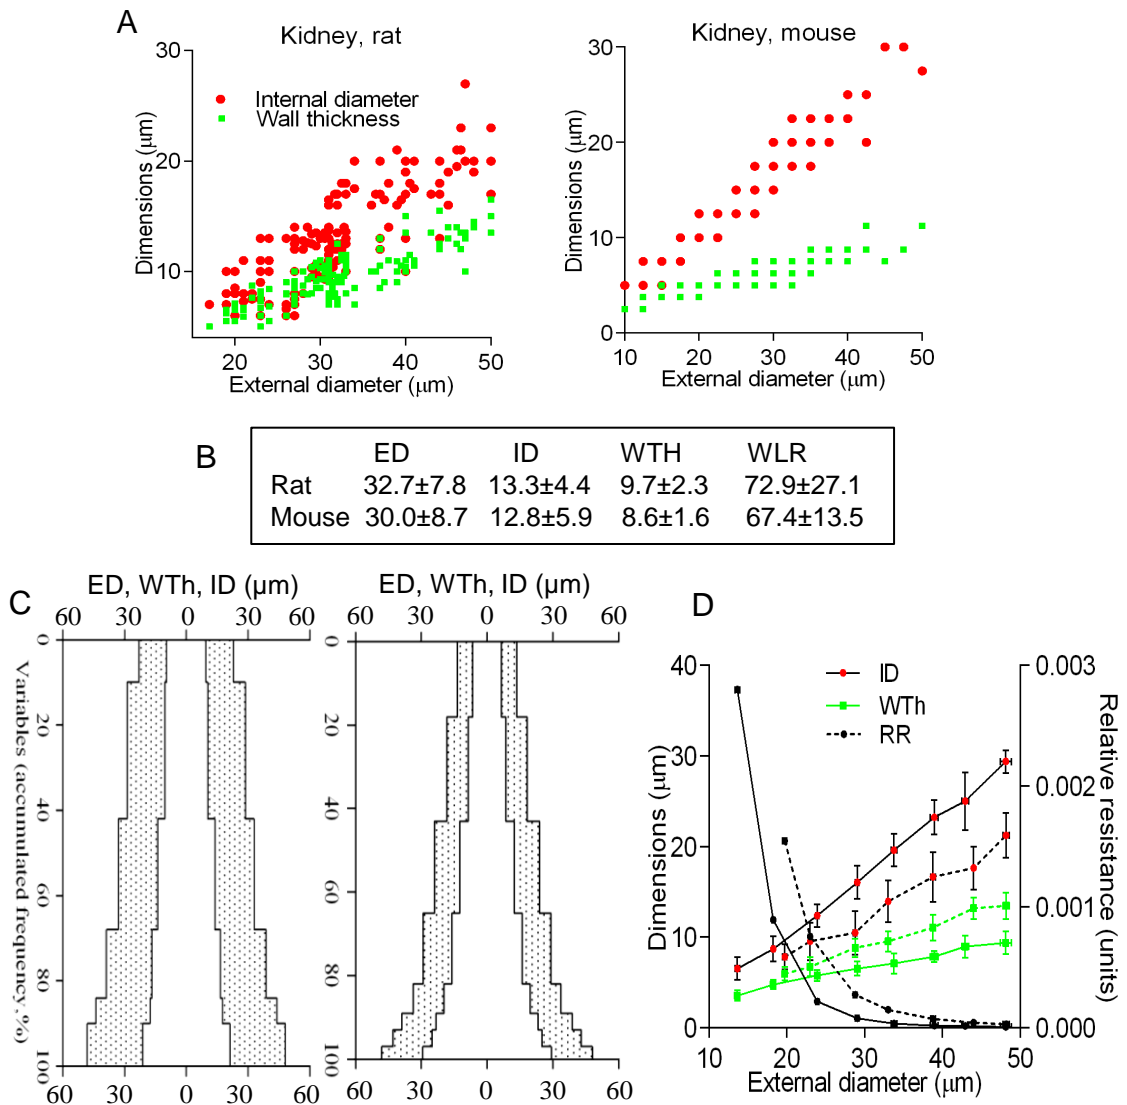 A
Kidney, rat
30
20
10
Dimensions (μm)
Internal diameter
Wall thickness
20
30
40
50
External diameter (μm)
Kidney, mouse
30
20
10
0
Dimensions (μm)
10
20
30
40
50
External diameter (μm)
B
ED ID WTH WLR
Rat 32.7±7.8 13.3±4.4 9.7±2.3 72.9±27.1
Mouse 30.0±8.7 12.8±5.9 8.6±1.6 67.4±13.5
C
ED, WTh, ID (μm)
60 30 0 30 60
0
20
40
60
80
100
Variables (accumulated frequency, %)
60 30 0 30 60
ED, WTh, ID (μm)
60 30 0 30 60
0
20
40
60
80
100
60 30 0 30 60
D
40
30
20
10
0
Dimensions (μm)
ID
WTh
RR
0.003
0.002
0.001
0.000
Relative resistance (units)
10 20 30 40 50
External diameter (μm)